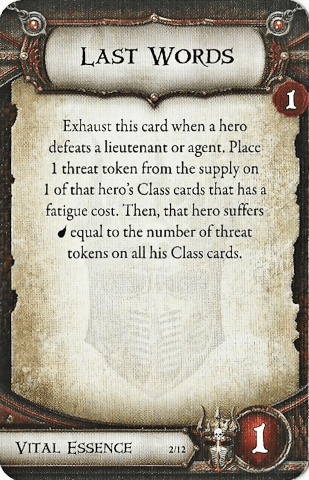 Last Words
1
Exhaust this card when a hero
defeats a lieutenant or agent. Place
1 threat token from the supply on
1 of that hero's Class cards that has a
fatigue cost. Then, that hero suffers
equal to the number of threat
tokens on all his Class cards.
Vital Essence 2/12 1